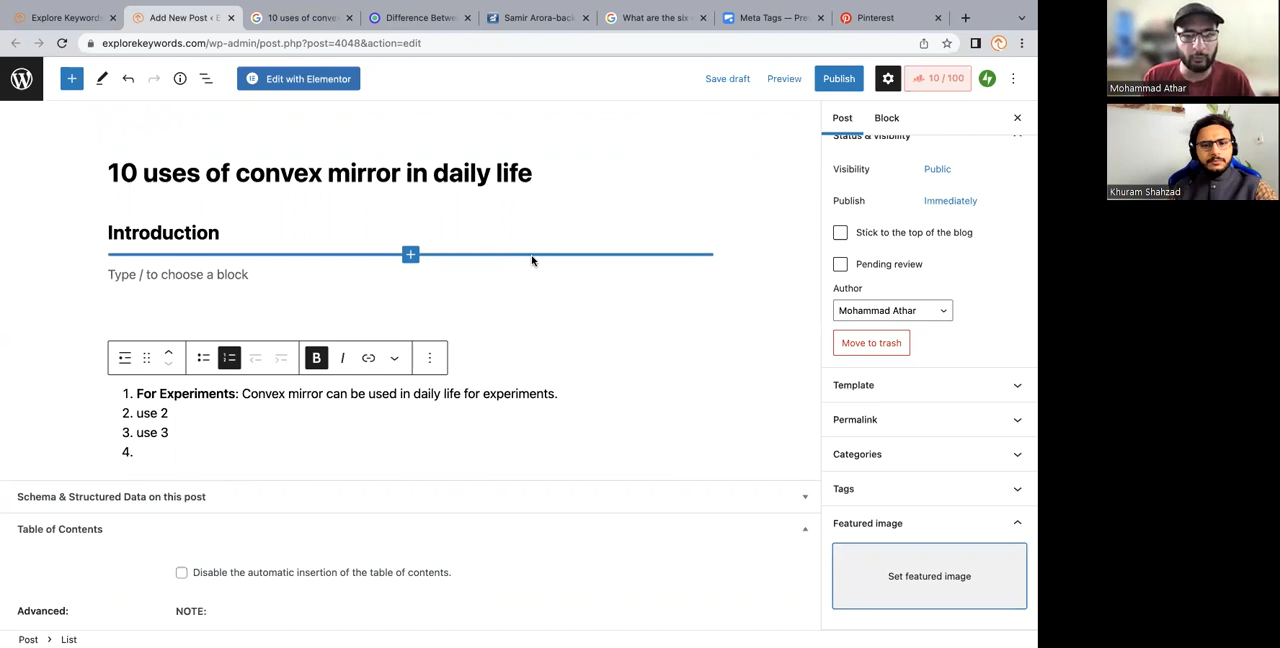 Explore Keywords
Add New Post ‹ E
10 uses of conve
Difference Betwe
Samir Arora-back
What are the six
Meta Tags — Pre
Pinterest
explorekeywords.com/wp-admin/post.php?post=4048&action=edit
Edit with Elementor
Save draft
Preview
Publish
10 / 100
Post
Block
Status & visibility
Visibility
Public
Publish
Immediately
Stick to the top of the blog
Pending review
Author
Mohammad Athar
Move to trash
Template
Permalink
Categories
Tags
Featured image
Set featured image
10 uses of convex mirror in daily life
Introduction
Type / to choose a block
B I
1. For Experiments: Convex mirror can be used in daily life for experiments.
2. use 2
3. use 3
4.
Schema & Structured Data on this post
Table of Contents
Disable the automatic insertion of the table of contents.
Advanced:
NOTE:
Post > List
Mohammad Athar
Khuram Shahzad